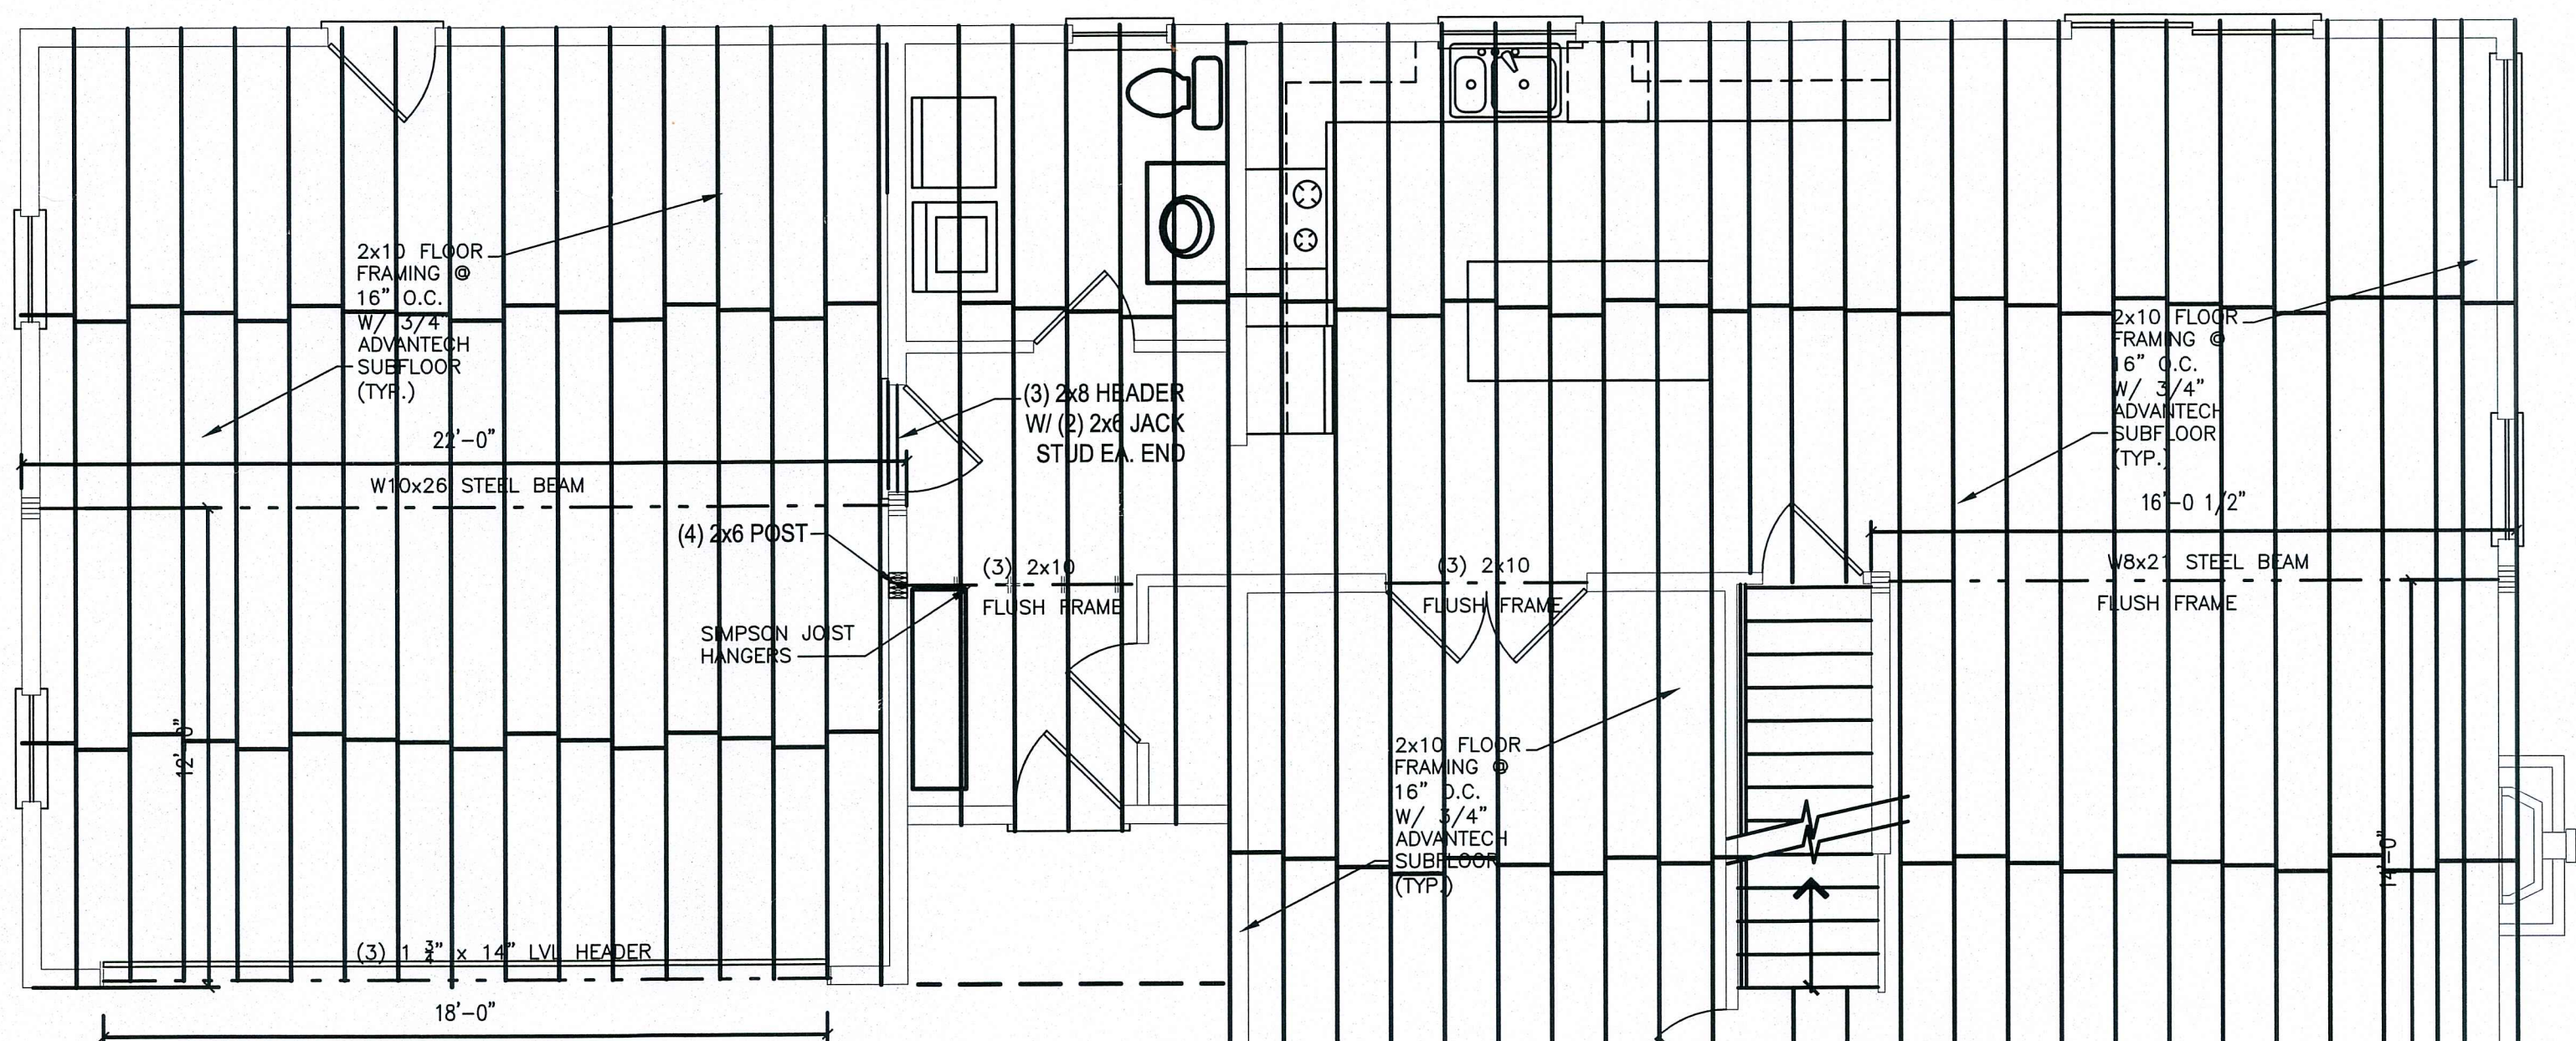 2x10 FLOOR
FRAMING @
16" O.C.
W/ 3/4"
ADVANTECH
SUBFLOOR
(TYP.)
22'-0"
W10x26 STEEL BEAM
(3) 2x8 HEADER
W/ (2) 2x6 JACK
STUD EA. END
(4) 2x6 POST
(3) 2x10
FLUSH FRAME
SIMPSON JOIST
HANGERS
12'-0"
(3) 1 3/4" x 14" LVL HEADER
18'-0"
(3) 2x10
FLUSH FRAME
2x10 FLOOR
FRAMING @
16" O.C.
W/ 3/4"
ADVANTECH
SUBFLOOR
(TYP.)
2x10 FLOOR
FRAMING @
16" O.C.
W/ 3/4"
ADVANTECH
SUBFLOOR
(TYP.)
16'-0 1/2"
W8x21 STEEL BEAM
FLUSH FRAME
14'-0"